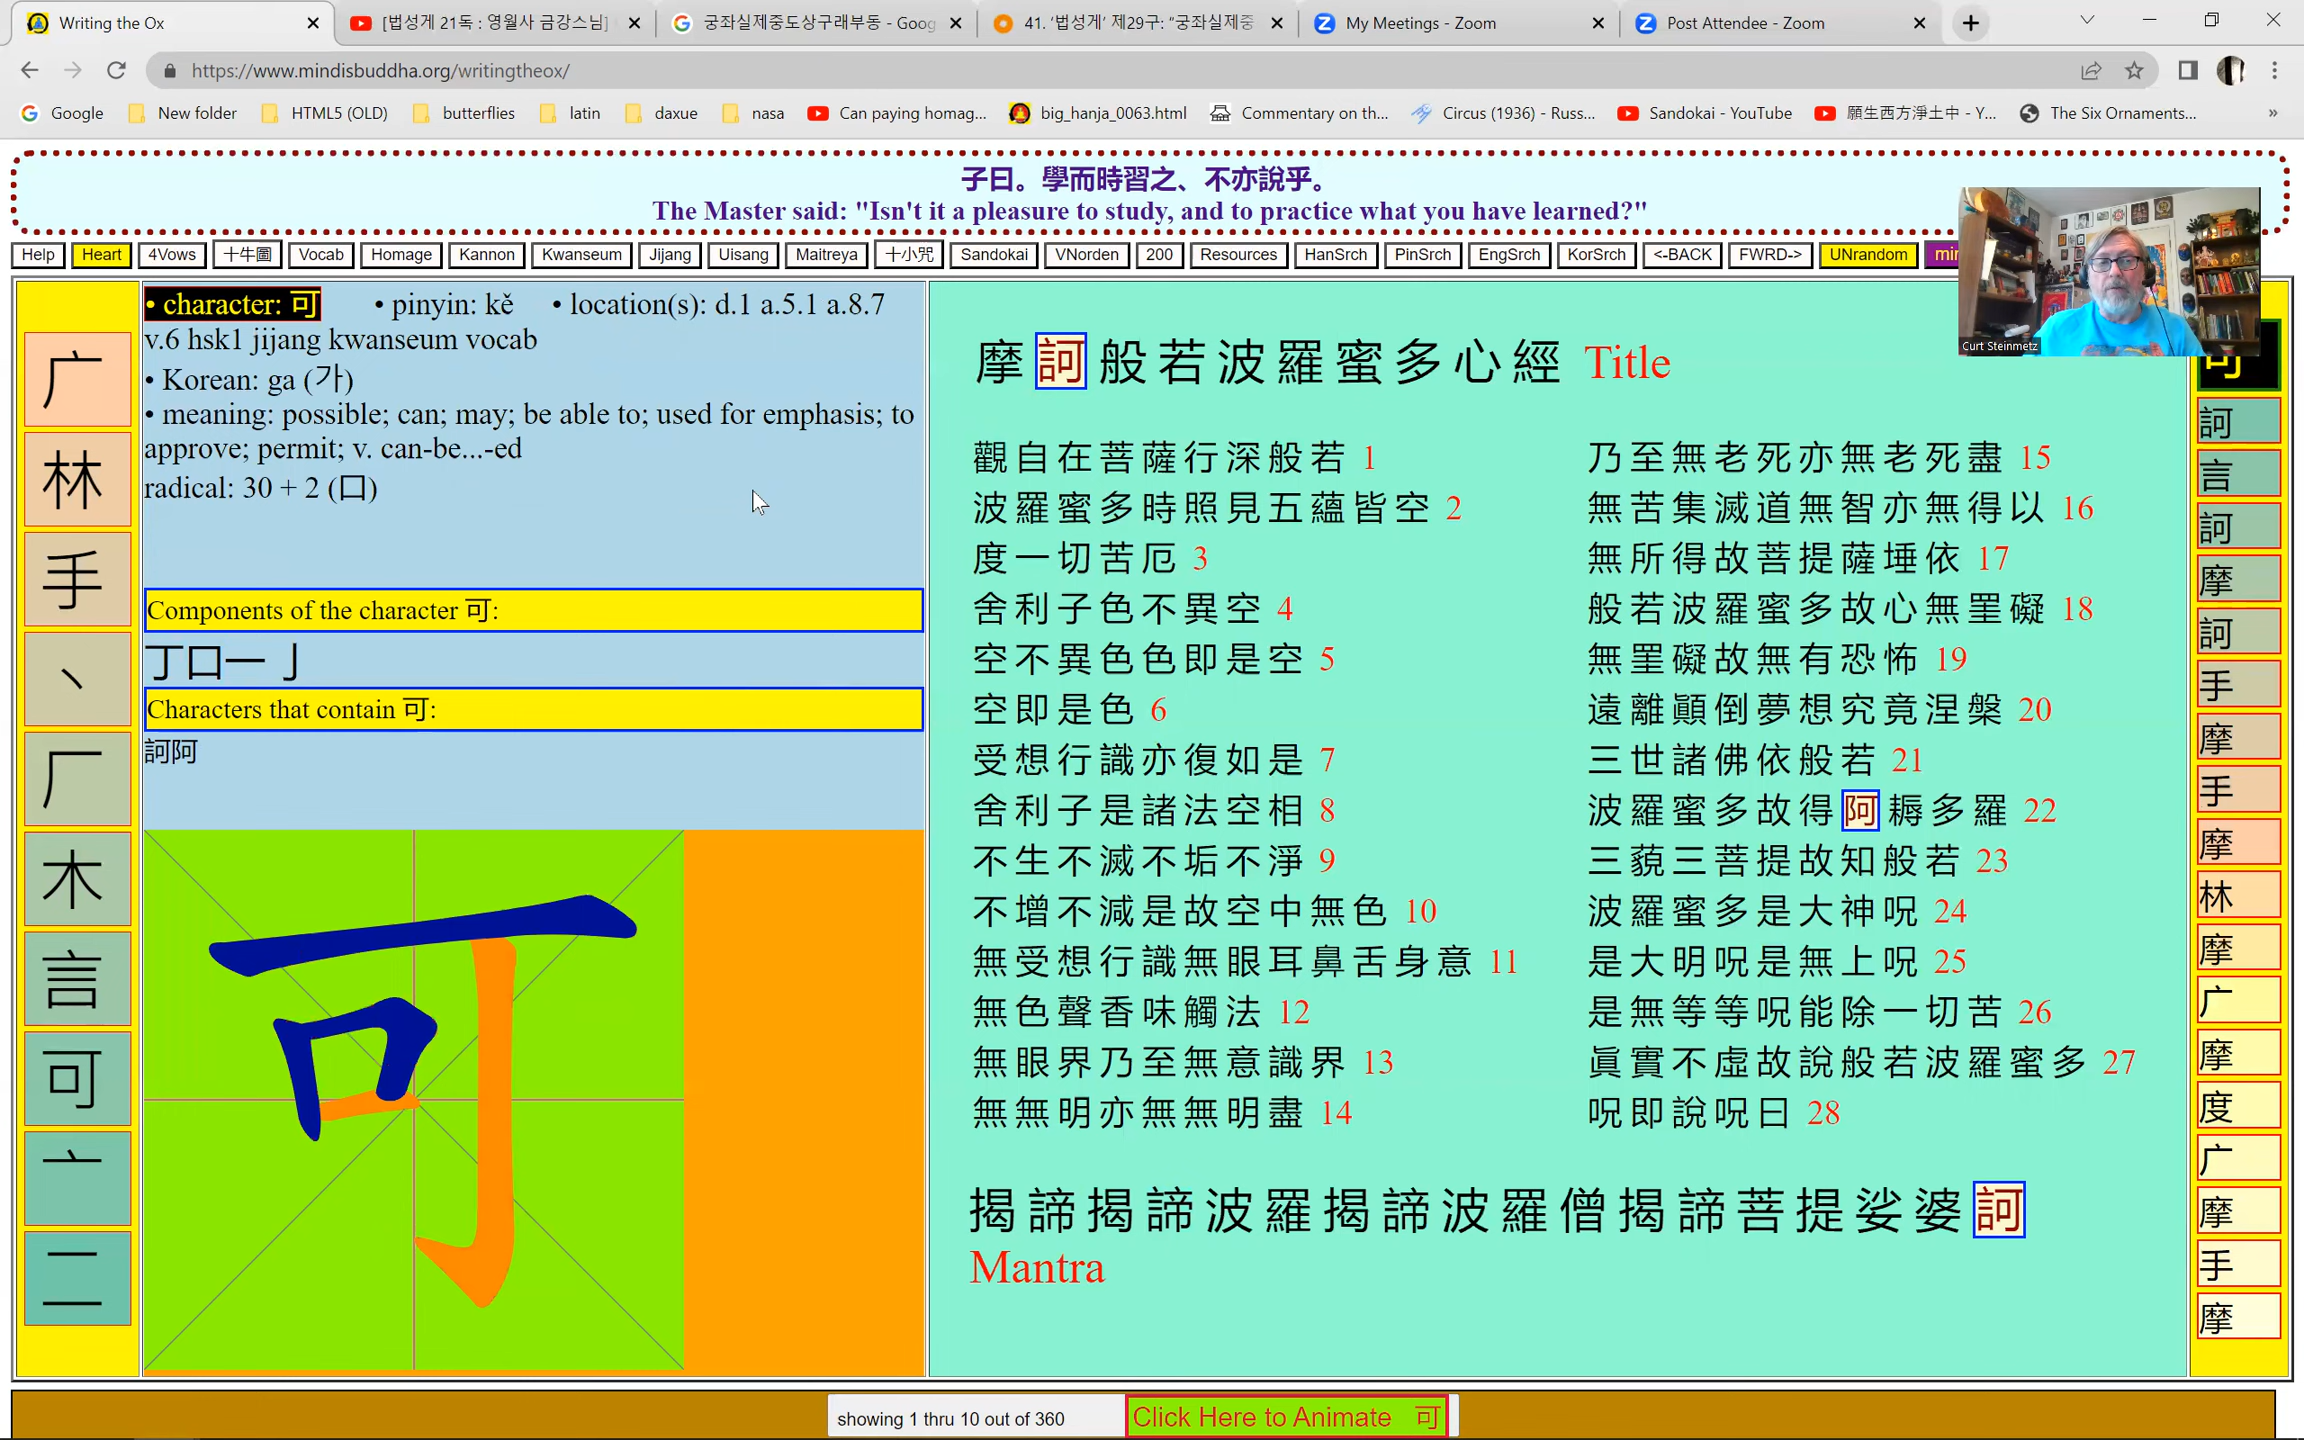 Writing the Ox
[법성게 21독 : 영월사 금강스님]
궁좌실제중도상구래부동 - Goog
41. '법성게' 제29구: "궁좌실제중
My Meetings - Zoom
Post Attendee - Zoom
https://www.mindisbuddha.org/writingtheox/
Google
New folder
HTML5 (OLD)
butterflies
latin
daxue
nasa
Can paying homag...
big_hanja_0063.html
Commentary on th...
Circus (1936) - Russ...
Sandokai - YouTube
願生西方淨土中 - Y...
The Six Ornaments...
»
子曰。學而時習之、不亦說乎。
The Master said: "Isn't it a pleasure to study, and to practice what you have learned?"
Help Heart 4Vows 十牛圖 Vocab Homage Kannon Kwanseum Jijang Uisang Maitreya 十小咒 Sandokai VNorden 200 Resources HanSrch PinSrch EngSrch KorSrch <-BACK FWRD-> UNrandom
Curt Steinmetz
广
林
手
丶
厂
木
言
可
亠
二
• character: 可 • pinyin: kě • location(s): d.1 a.5.1 a.8.7
v.6 hsk1 jijang kwanseum vocab
• Korean: ga (가)
• meaning: possible; can; may; be able to; used for emphasis; to
approve; permit; v. can-be...-ed
radical: 30 + 2 (口)
Components of the character 可:
丁口一亅
Characters that contain 可:
訶阿
可
摩訶般若波羅蜜多心經 Title
觀自在菩薩行深般若 1
波羅蜜多時照見五蘊皆空 2
度一切苦厄 3
舍利子色不異空 4
空不異色色即是空 5
空即是色 6
受想行識亦復如是 7
舍利子是諸法空相 8
不生不滅不垢不淨 9
不增不減是故空中無色 10
無受想行識無眼耳鼻舌身意 11
無色聲香味觸法 12
無眼界乃至無意識界 13
無無明亦無無明盡 14
乃至無老死亦無老死盡 15
無苦集滅道無智亦無得以 16
無所得故菩提薩埵依 17
般若波羅蜜多故心無罣礙 18
無罣礙故無有恐怖 19
遠離顚倒夢想究竟涅槃 20
三世諸佛依般若 21
波羅蜜多故得阿耨多羅 22
三藐三菩提故知般若 23
波羅蜜多是大神呪 24
是大明呪是無上呪 25
是無等等呪能除一切苦 26
眞實不虛故說般若波羅蜜多 27
呪即說呪曰 28
揭諦揭諦波羅揭諦波羅僧揭諦菩提娑婆訶
Mantra
可
訶
言
訶
摩
訶
手
摩
手
摩
林
摩
广
摩
度
广
摩
手
摩
showing 1 thru 10 out of 360
Click Here to Animate 可